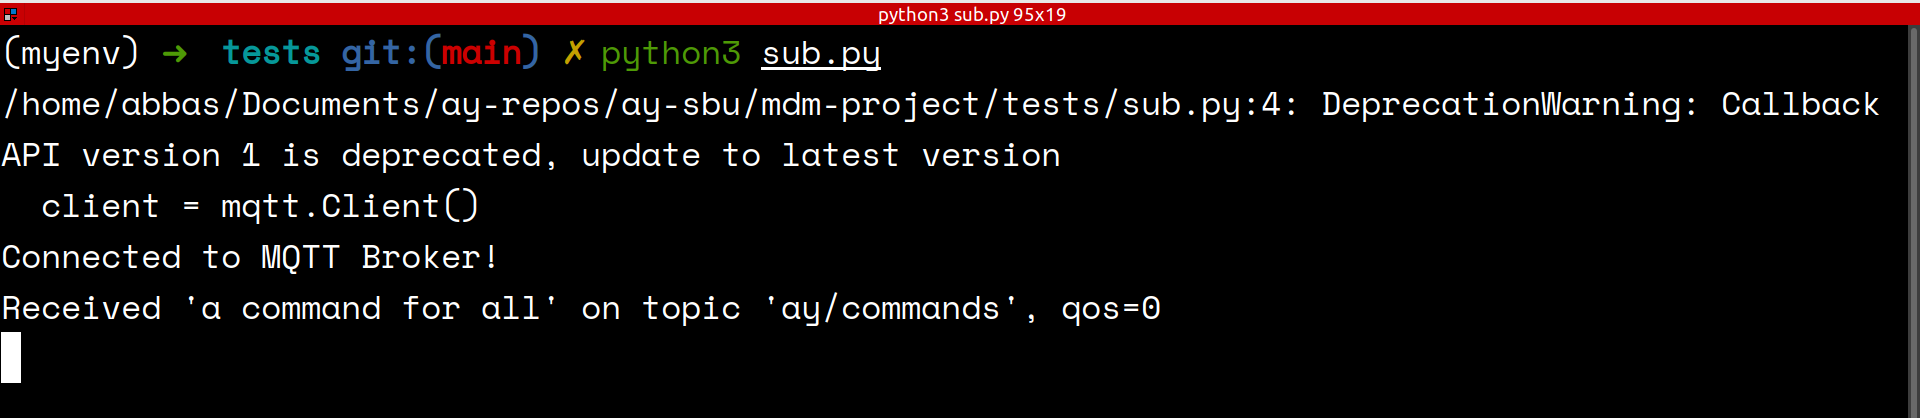 python3 sub.py 95x19
(myenv) ➜ tests git:(main) ✗ python3 sub.py
/home/abbas/Documents/ay-repos/ay-sbu/mdm-project/tests/sub.py:4: DeprecationWarning: Callback
API version 1 is deprecated, update to latest version
  client = mqtt.Client()
Connected to MQTT Broker!
Received 'a command for all' on topic 'ay/commands', qos=0